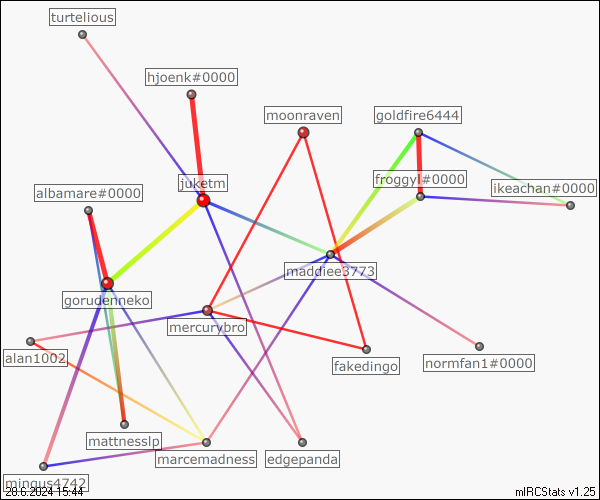 turtelious
hjoenk#0000
moonraven
goldfire6444
juketm
froggyl#0000
ikeachan#0000
albamare#0000
maddiee3773
gorudenneko
mercurybro
alan1002
fakedingo
normfan1#0000
mattnesslp
marcemadness
edgepanda
mingus4742
20.6.2024 15:44
mIRCStats v1.25